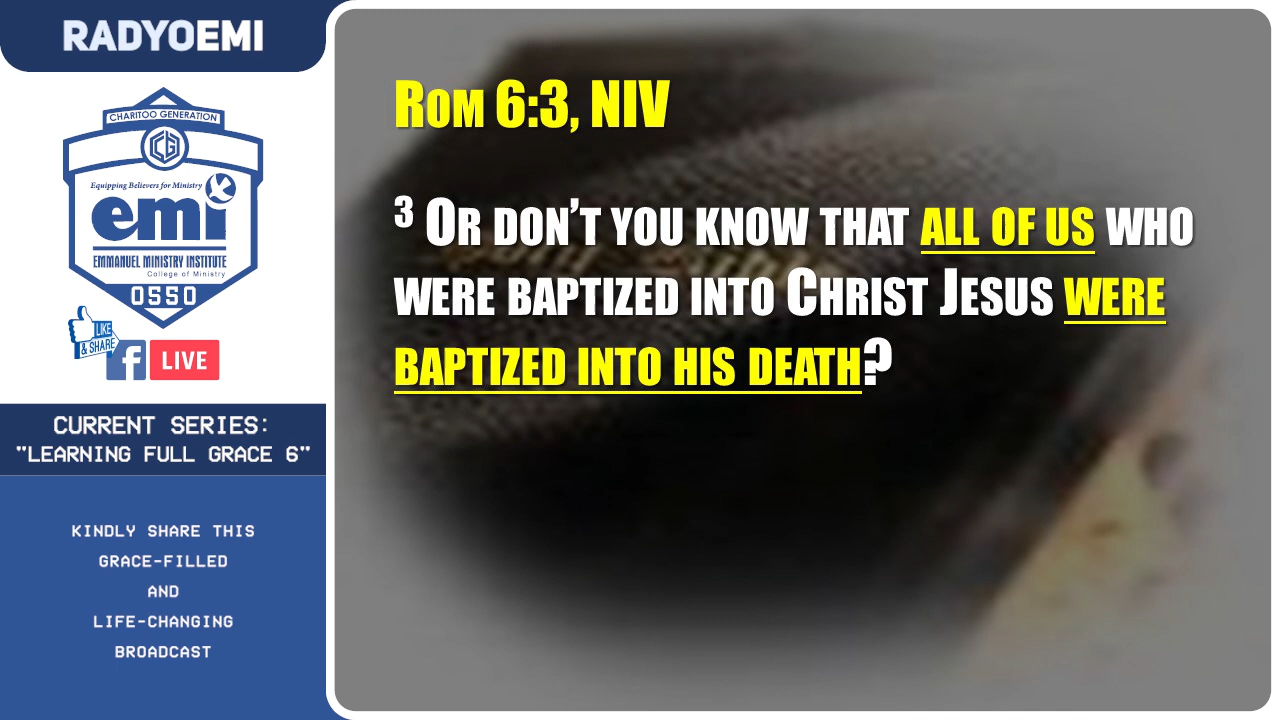 RADYOEMI
CHARITOO GENERATION
CG
Equipping Believers for Ministry
emi
EMMANUEL MINISTRY INSTITUTE
College of Ministry
0550
LIKE
& SHARE
f LIVE
CURRENT SERIES:
"LEARNING FULL GRACE 6"
KINDLY SHARE THIS
GRACE-FILLED
AND
LIFE-CHANGING
BROADCAST
ROM 6:3, NIV
3 OR DON'T YOU KNOW THAT ALL OF US WHO
WERE BAPTIZED INTO CHRIST JESUS WERE
BAPTIZED INTO HIS DEATH?